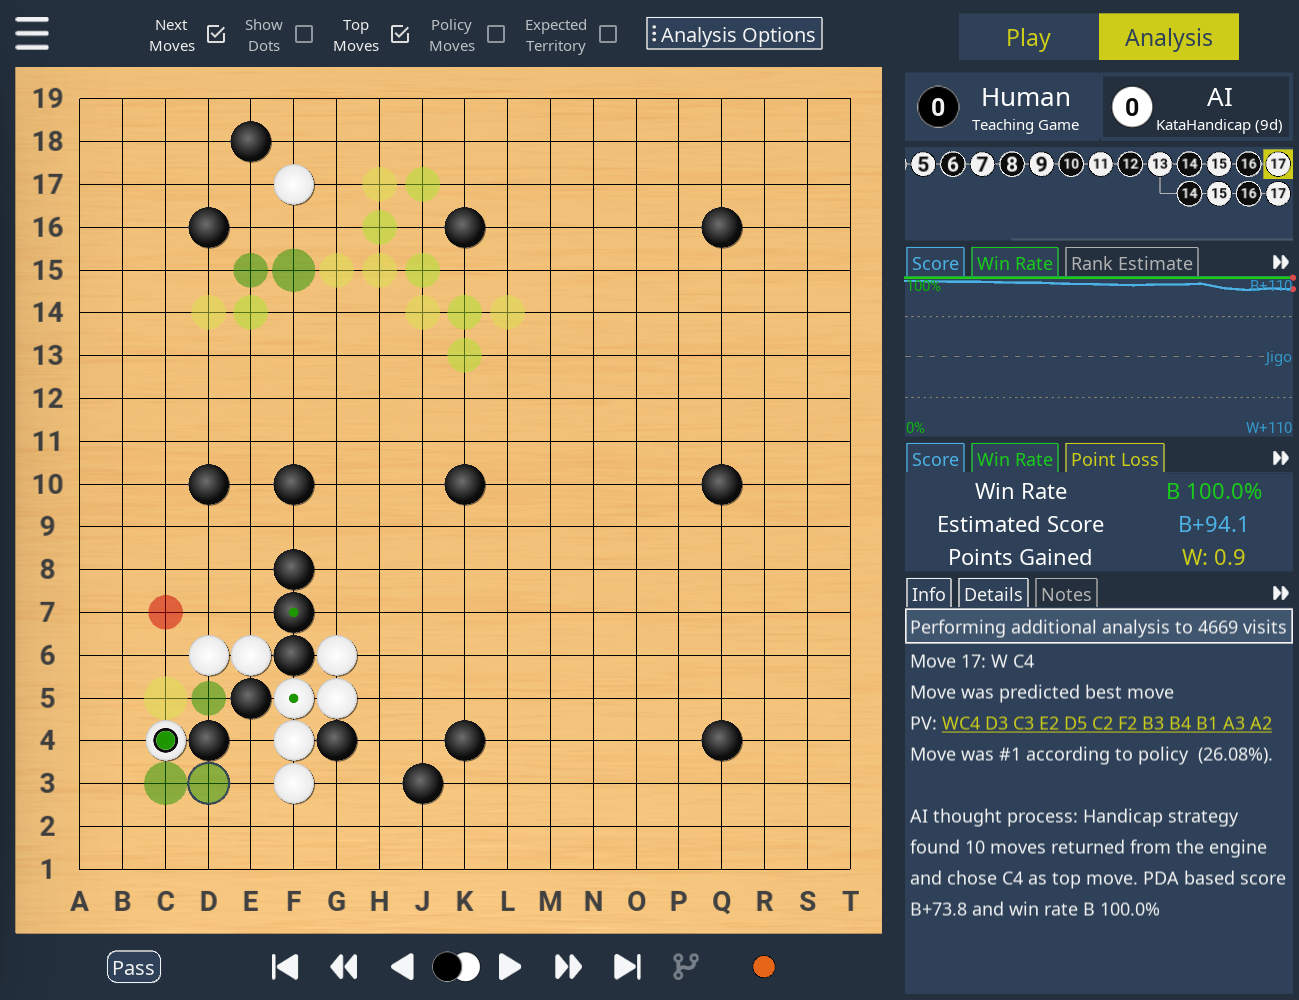 Next Moves
Show Dots
Top Moves
Policy Moves
Expected Territory
Analysis Options
Play
Analysis
0
Human
Teaching Game
0
AI
KataHandicap (9d)
5 6 7 8 9 10 11 12 13 14 15 16 17
14 15 16 17
Score Win Rate Rank Estimate
100% B+110
Jigo
0% W+110
Score Win Rate Point Loss
Win Rate B 100.0%
Estimated Score B+94.1
Points Gained W: 0.9
Info Details Notes
Performing additional analysis to 4669 visits
Move 17: W C4
Move was predicted best move
PV: WC4 D3 C3 E2 D5 C2 F2 B3 B4 B1 A3 A2
Move was #1 according to policy (26.08%).
AI thought process: Handicap strategy
found 10 moves returned from the engine
and chose C4 as top move. PDA based score
B+73.8 and win rate B 100.0%
19
18
17
16
15
14
13
12
11
10
9
8
7
6
5
4
3
2
1
A B C D E F G H J K L M N O P Q R S T
Pass